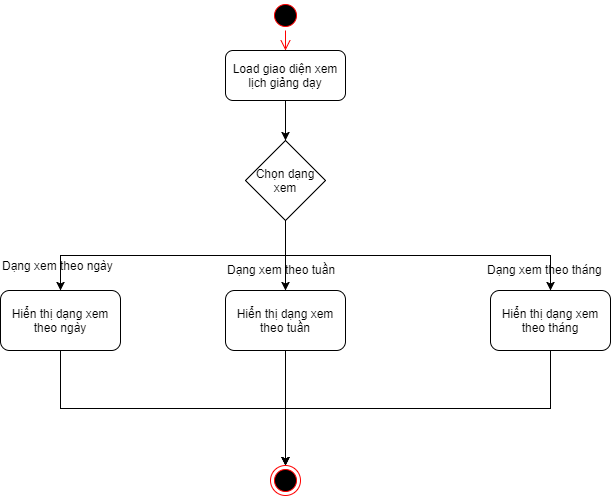 Load giao diện xem
lịch giảng dạy
Chọn dạng
xem
Dạng xem theo ngày
Dạng xem theo tuần
Dạng xem theo tháng
Hiển thị dạng xem
theo ngày
Hiển thị dạng xem
theo tuần
Hiển thị dạng xem
theo tháng